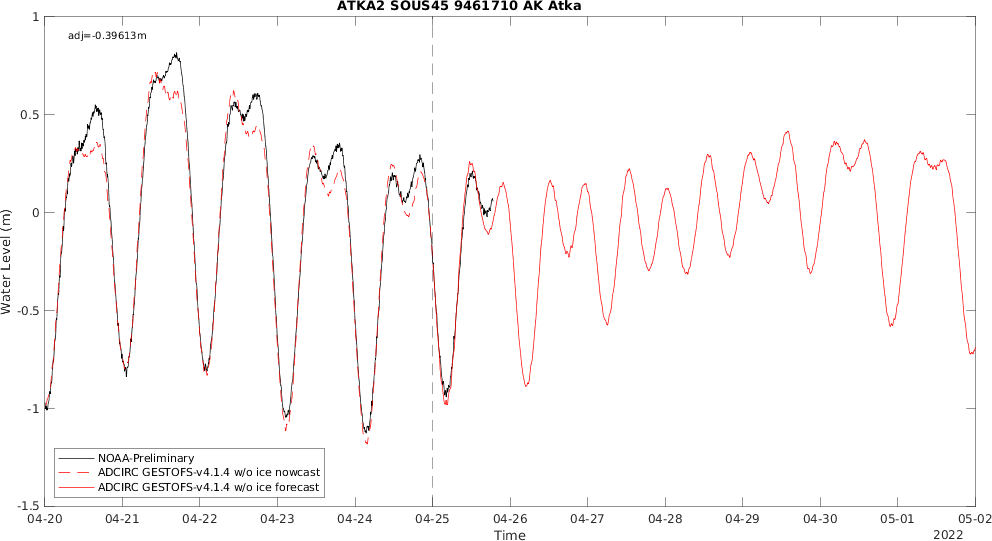 ATKA2 SOUS45 9461710 AK Atka
adj=-0.39613m
Water Level (m)
1
0.5
0
-0.5
-1
-1.5
NOAA-Preliminary
ADCIRC GESTOFS-v4.1.4 w/o ice nowcast
ADCIRC GESTOFS-v4.1.4 w/o ice forecast
04-20 04-21 04-22 04-23 04-24 04-25 04-26 04-27 04-28 04-29 04-30 05-01 05-02
Time
2022